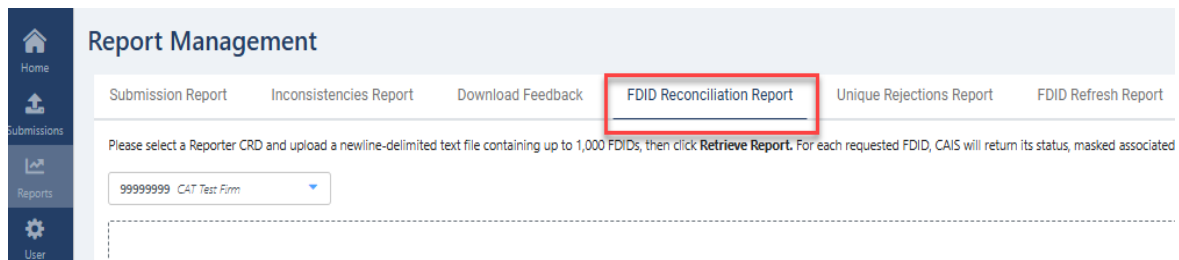 Home
Submissions
Reports
User
Report Management
Submission Report Inconsistencies Report Download Feedback FDID Reconciliation Report Unique Rejections Report FDID Refresh Report
Please select a Reporter CRD and upload a newline-delimited text file containing up to 1,000 FDIDs, then click Retrieve Report. For each requested FDID, CAIS will return its status, masked associated
99999999 CAT Test Firm